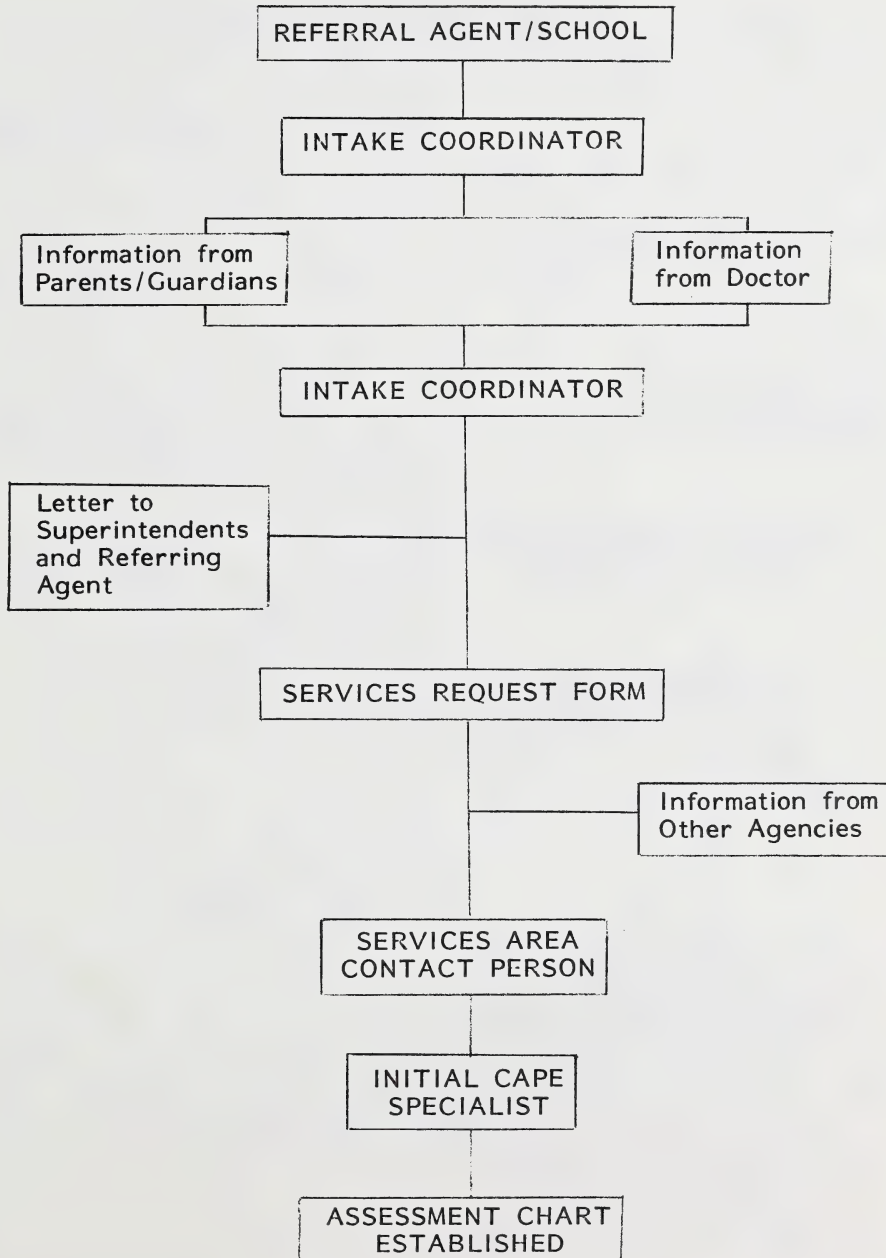 REFERRAL AGENT/SCHOOL
INTAKE COORDINATOR
Information from
Parents/Guardians
Information
from Doctor
INTAKE COORDINATOR
Letter to
Superintendents
and Referring
Agent
SERVICES REQUEST FORM
Information from
Other Agencies
SERVICES AREA
CONTACT PERSON
INITIAL CAPE
SPECIALIST
ASSESSMENT CHART
ESTABLISHED